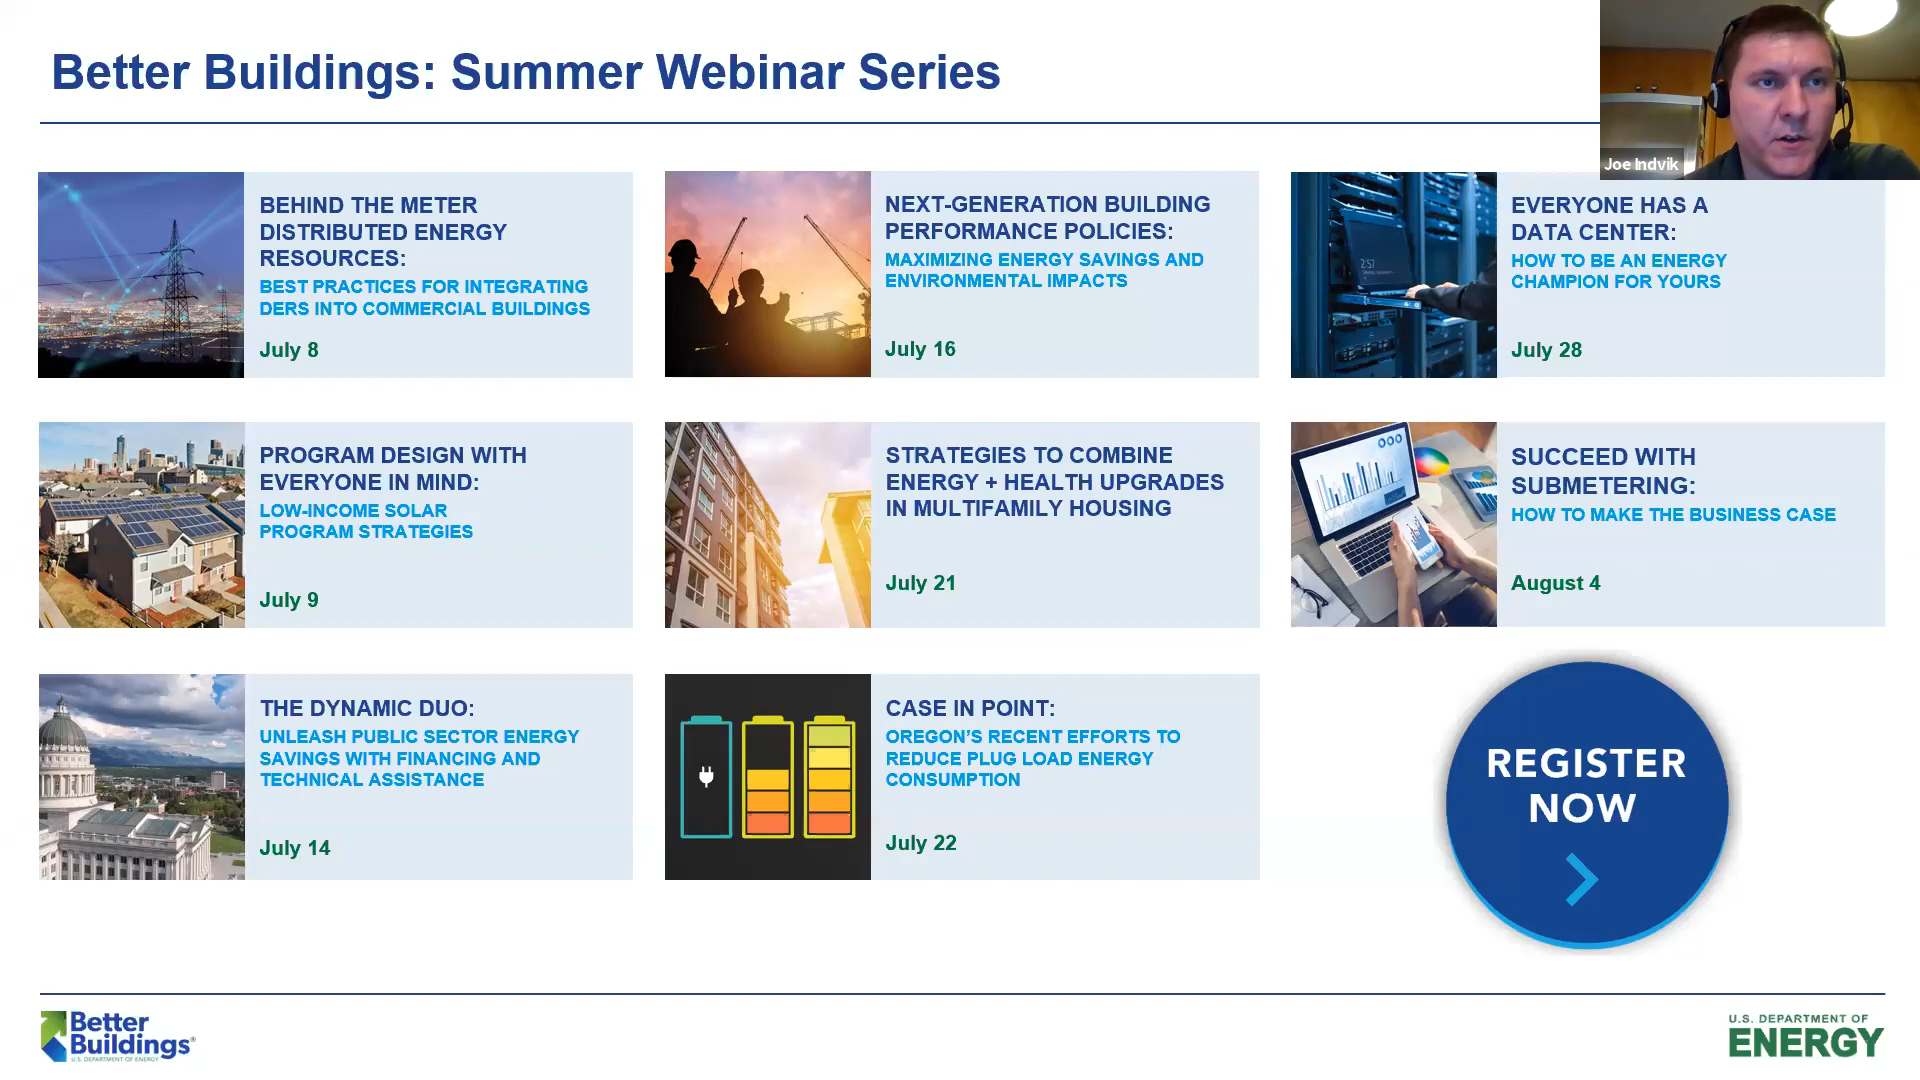 Better Buildings: Summer Webinar Series
Joe Indvik
BEHIND THE METER
DISTRIBUTED ENERGY
RESOURCES:
BEST PRACTICES FOR INTEGRATING
DERS INTO COMMERCIAL BUILDINGS
July 8
NEXT-GENERATION BUILDING
PERFORMANCE POLICIES:
MAXIMIZING ENERGY SAVINGS AND
ENVIRONMENTAL IMPACTS
July 16
2:57
EVERYONE HAS A
DATA CENTER:
HOW TO BE AN ENERGY
CHAMPION FOR YOURS
July 28
PROGRAM DESIGN WITH
EVERYONE IN MIND:
LOW-INCOME SOLAR
PROGRAM STRATEGIES
July 9
STRATEGIES TO COMBINE
ENERGY + HEALTH UPGRADES
IN MULTIFAMILY HOUSING
July 21
SUCCEED WITH
SUBMETERING:
HOW TO MAKE THE BUSINESS CASE
August 4
THE DYNAMIC DUO:
UNLEASH PUBLIC SECTOR ENERGY
SAVINGS WITH FINANCING AND
TECHNICAL ASSISTANCE
July 14
CASE IN POINT:
OREGON’S RECENT EFFORTS TO
REDUCE PLUG LOAD ENERGY
CONSUMPTION
July 22
REGISTER
NOW
Better
Buildings®
U.S. DEPARTMENT OF ENERGY
U.S. DEPARTMENT OF
ENERGY